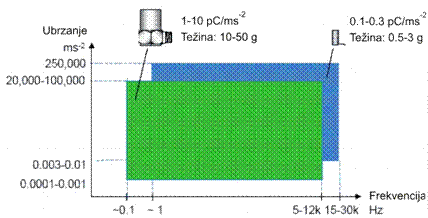 1-10 pC/ms⁻²
Težina: 10-50 g
0.1-0.3 pC/ms⁻²
Težina: 0.5-3 g
Ubrzanje
ms⁻²
250,000
20,000-100,000
0.003-0.01
0.0001-0.001
~0.1
~ 1
5-12k
15-30k
Frekvencija
Hz